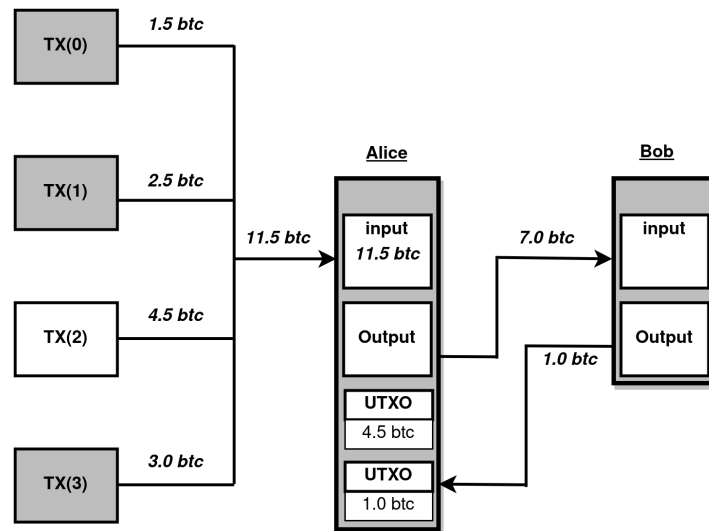 TX(0)
1.5 btc
TX(1)
2.5 btc
TX(2)
4.5 btc
TX(3)
3.0 btc
11.5 btc
Alice
input
11.5 btc
Output
UTXO
4.5 btc
UTXO
1.0 btc
7.0 btc
1.0 btc
Bob
input
Output